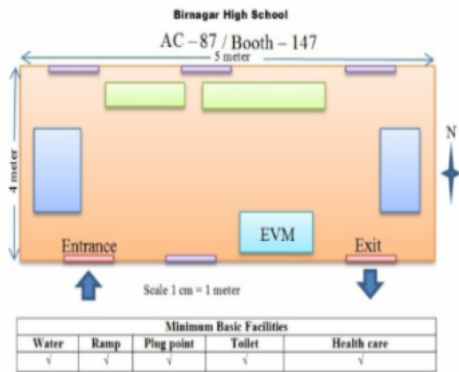 Birnagar High School
AC – 87 / Booth – 147
5 meter
4 meter
N
EVM
Entrance
Exit
Scale 1 cm = 1 meter
Minimum Basic Facilities
Water Ramp Plug point Toilet Health care
√ √ √ √ √